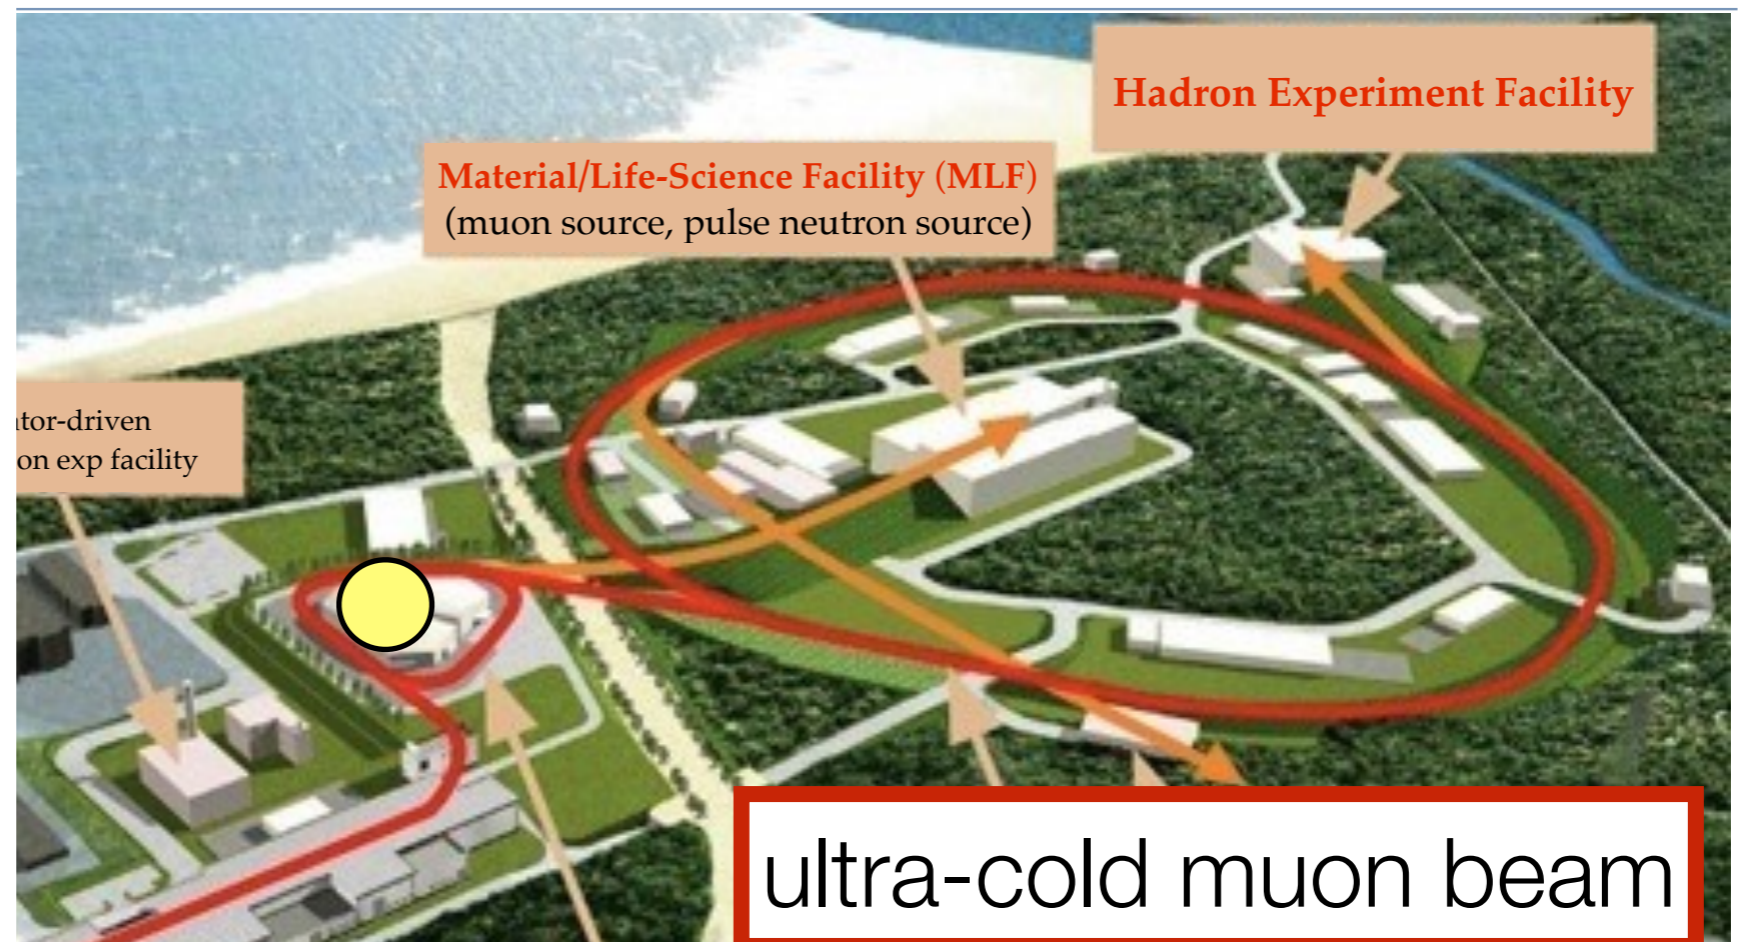 Hadron Experiment Facility
Material/Life-Science Facility (MLF)
(muon source, pulse neutron source)
ator-driven
on exp facility
ultra-cold muon beam